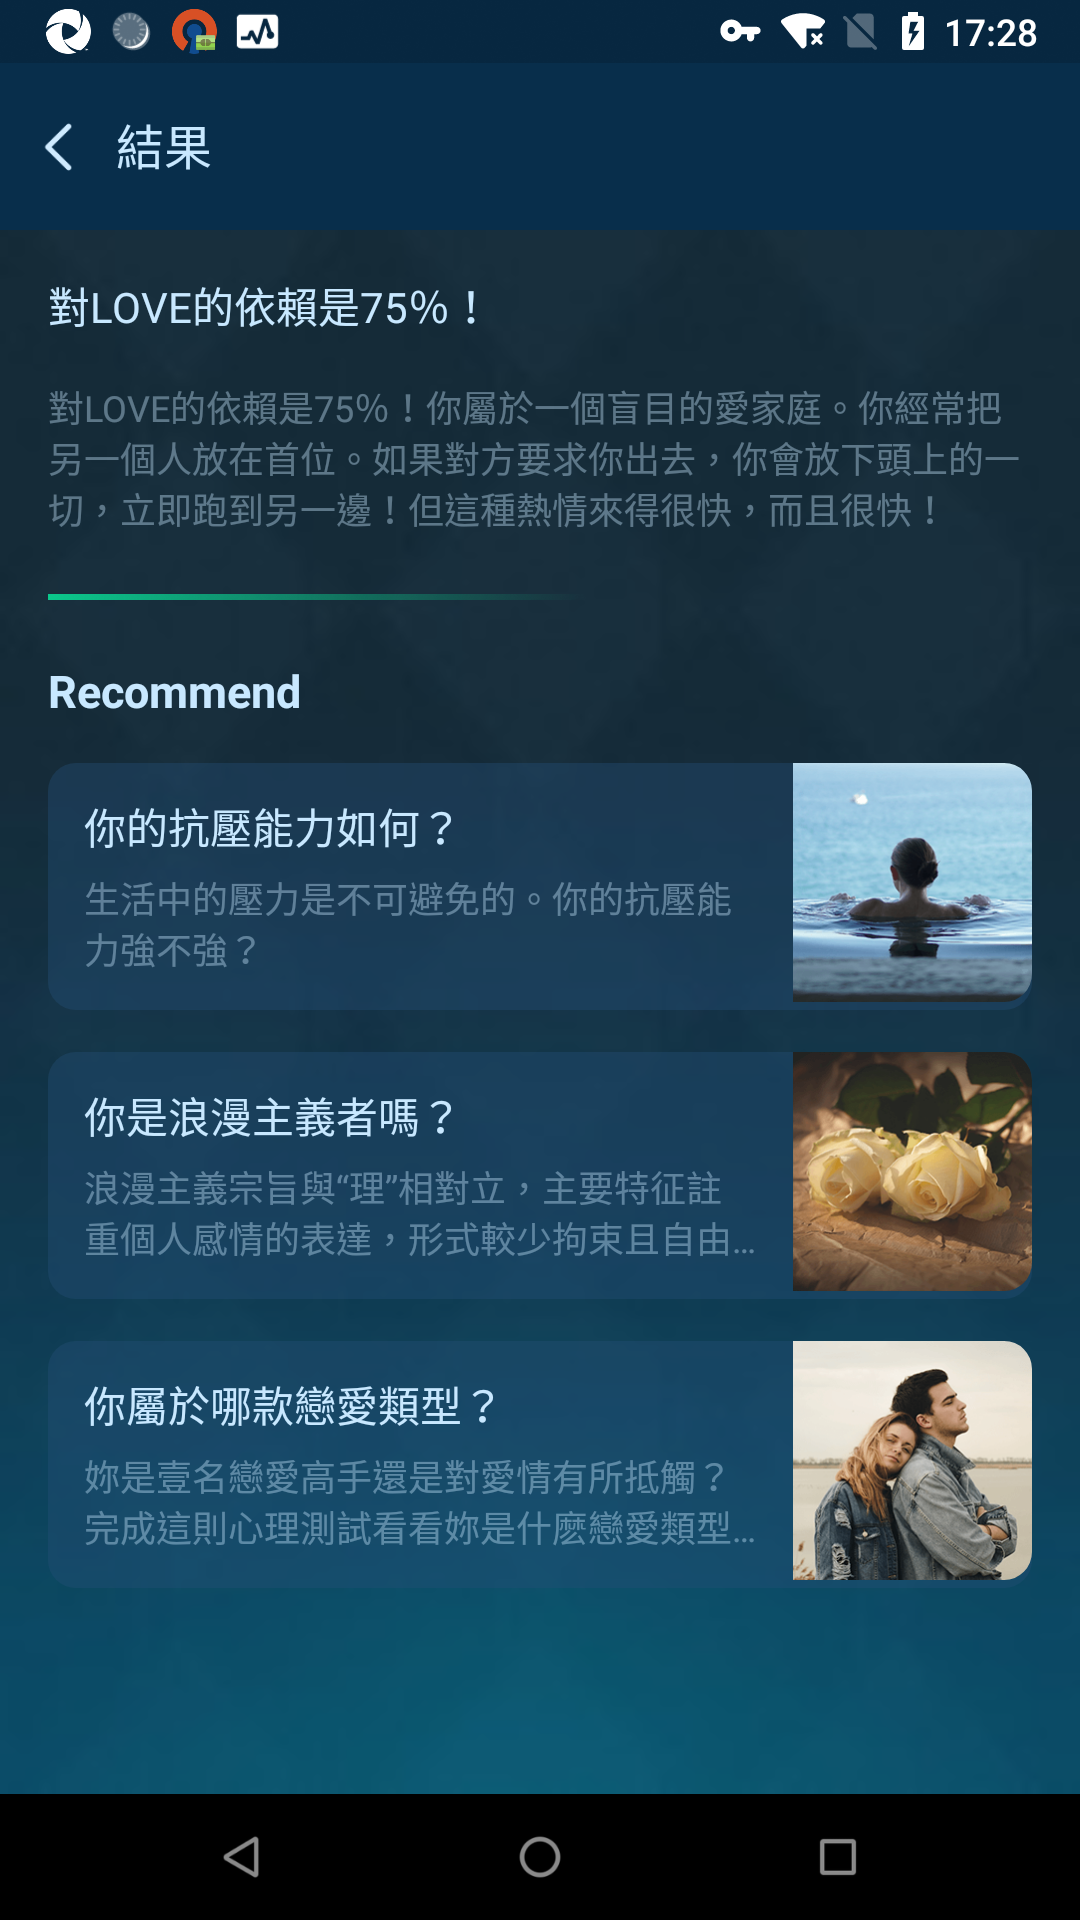 17:28
結果
對LOVE的依賴是75%！
對LOVE的依賴是75%！你屬於一個盲目的愛家庭。你經常把
另一個人放在首位。如果對方要求你出去，你會放下頭上的一
切，立即跑到另一邊！但這種熱情來得很快，而且很快！
Recommend
你的抗壓能力如何？
生活中的壓力是不可避免的。你的抗壓能
力強不強？
你是浪漫主義者嗎？
浪漫主義宗旨與“理”相對立，主要特征註
重個人感情的表達，形式較少拘束且自由...
你屬於哪款戀愛類型？
妳是壹名戀愛高手還是對愛情有所抵觸？
完成這則心理測試看看妳是什麼戀愛類型...